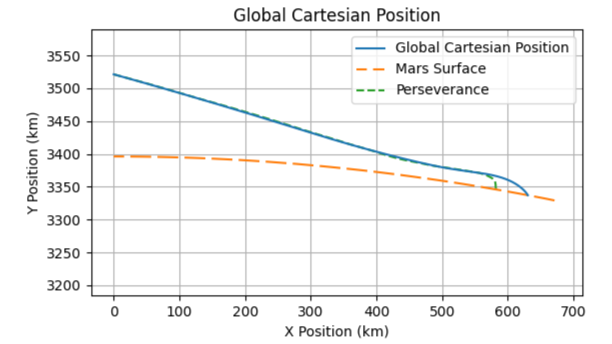 Global Cartesian Position
Global Cartesian Position
Mars Surface
Perseverance
Y Position (km)
3550
3500
3450
3400
3350
3300
3250
3200
0 100 200 300 400 500 600 700
X Position (km)